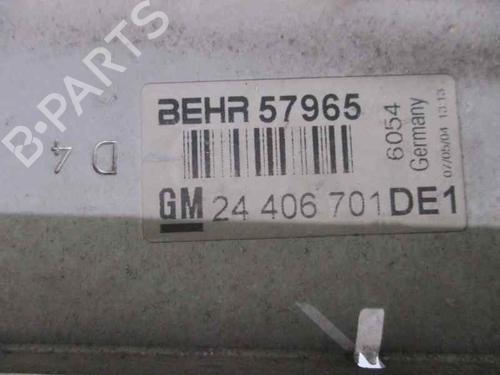 B-PARTS
D 4
BEHR 57965
6054
Germany
07/05/04 13:13
GM 24 406 701 DE1